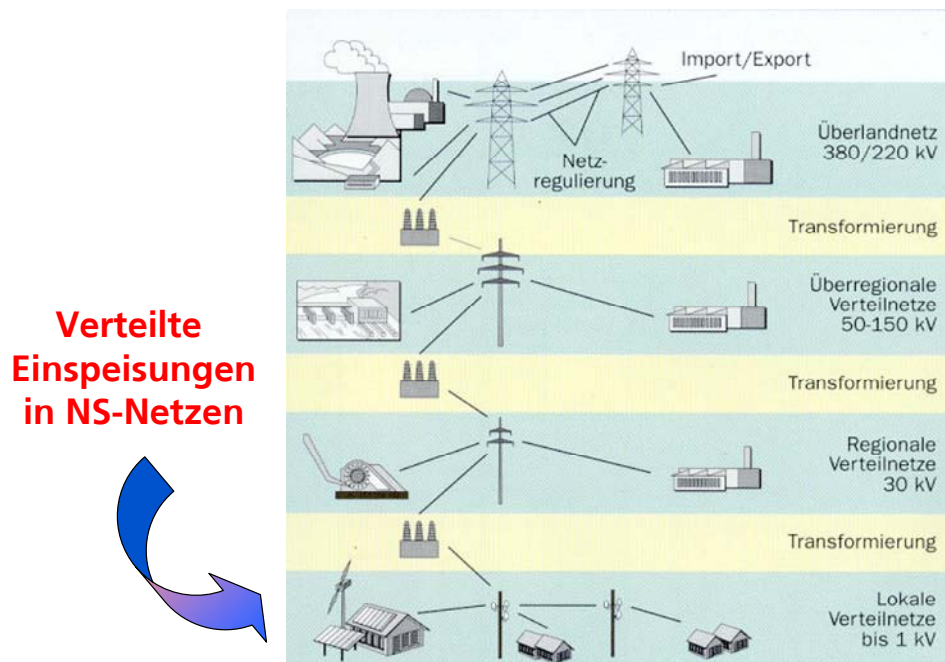 Import/Export
Überlandnetz
380/220 kV
Netz-
regulierung
Transformierung
Überregionale
Verteilnetze
50-150 kV
Verteilte
Einspeisungen
in NS-Netzen
Transformierung
Regionale
Verteilnetze
30 kV
Transformierung
Lokale
Verteilnetze
bis 1 kV